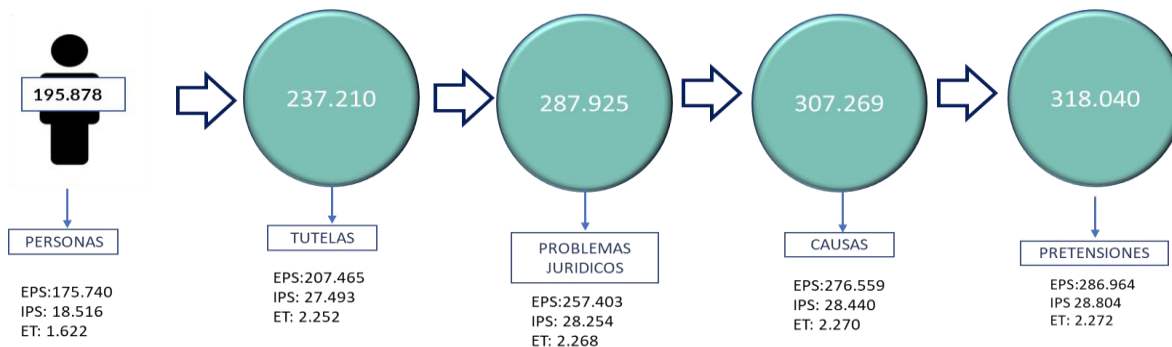 195.878
PERSONAS
EPS:175.740
IPS: 18.516
ET: 1.622
237.210
TUTELAS
EPS:207.465
IPS: 27.493
ET: 2.252
287.925
PROBLEMAS
JURIDICOS
EPS:257.403
IPS: 28.254
ET: 2.268
307.269
CAUSAS
EPS:276.559
IPS: 28.440
ET: 2.270
318.040
PRETENSIONES
EPS:286.964
IPS 28.804
ET: 2.272